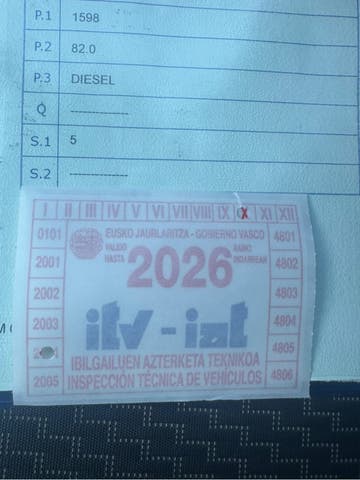 P.1 1598
P.2 82.0
P.3 DIESEL
Q -------------
S.1 5
S.2 -------------
I II III IV V VI VII VIII IX X XI XII
0101 EUSKO JAURLARITZA - GOBIERNO VASCO 4801
VALIDO HASTA 2026 ARTE INDARREAN
2001 4802
2002 4803
2003 itv - iat 4804
IBILGAILUEN AZTERKETA TEKNIKOA 4805
2005 INSPECCIÓN TÉCNICA DE VEHÍCULOS 4806